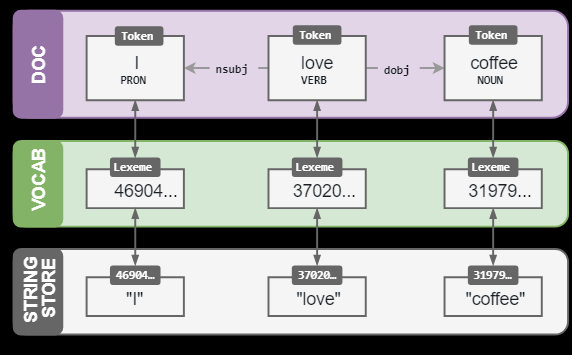 DOC
Token
I
PRON
nsubj
Token
love
VERB
dobj
Token
coffee
NOUN
VOCAB
Lexeme
46904...
Lexeme
37020...
Lexeme
31979...
STRING
STORE
46904…
"I"
37020…
"love"
31979…
"coffee"